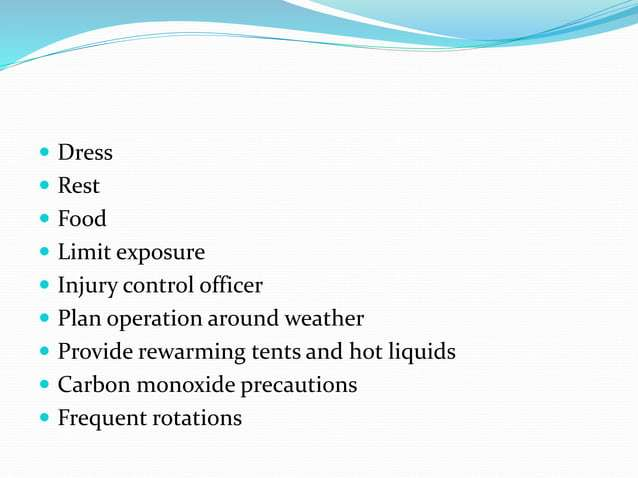 • Dress
• Rest
• Food
• Limit exposure
• Injury control officer
• Plan operation around weather
• Provide rewarming tents and hot liquids
• Carbon monoxide precautions
• Frequent rotations